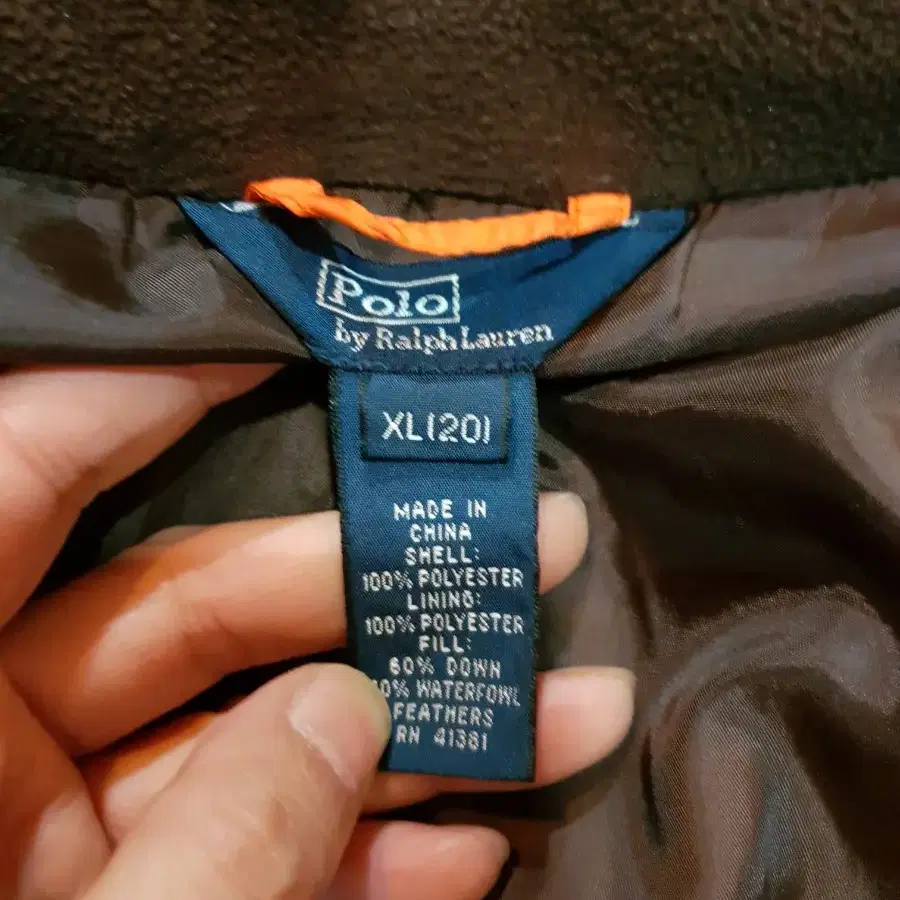 Polo
by Ralph Lauren
XL(20)
MADE IN
CHINA
SHELL:
100% POLYESTER
LINING:
100% POLYESTER
FILL:
60% DOWN
WATERFOWL
FEATHERS
RN 41381